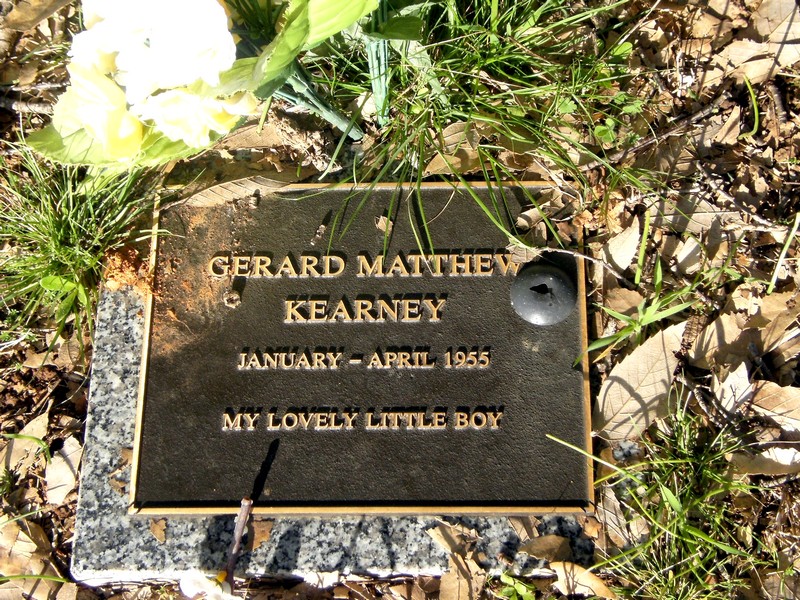 GERARD MATTHEW
KEARNEY
JANUARY – APRIL 1955
MY LOVELY LITTLE BOY